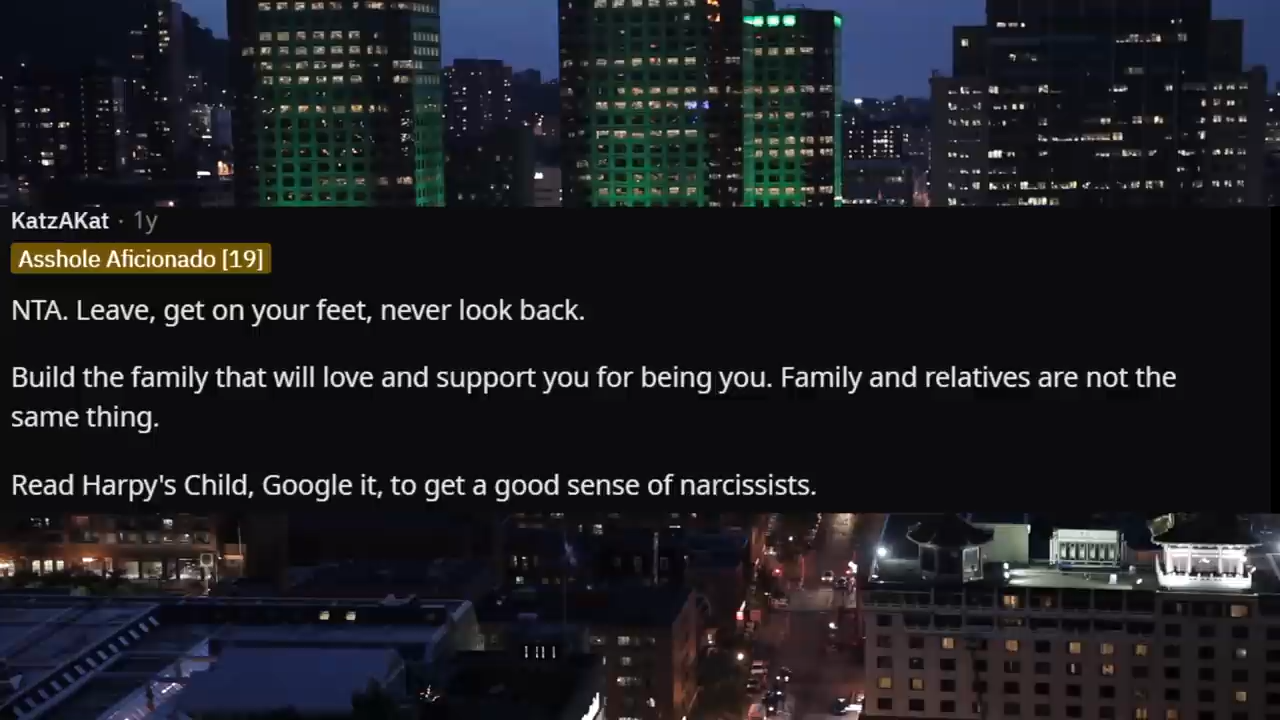 KatzAKat · 1y
Asshole Aficionado [19]
NTA. Leave, get on your feet, never look back.
Build the family that will love and support you for being you. Family and relatives are not the
same thing.
Read Harpy's Child, Google it, to get a good sense of narcissists.